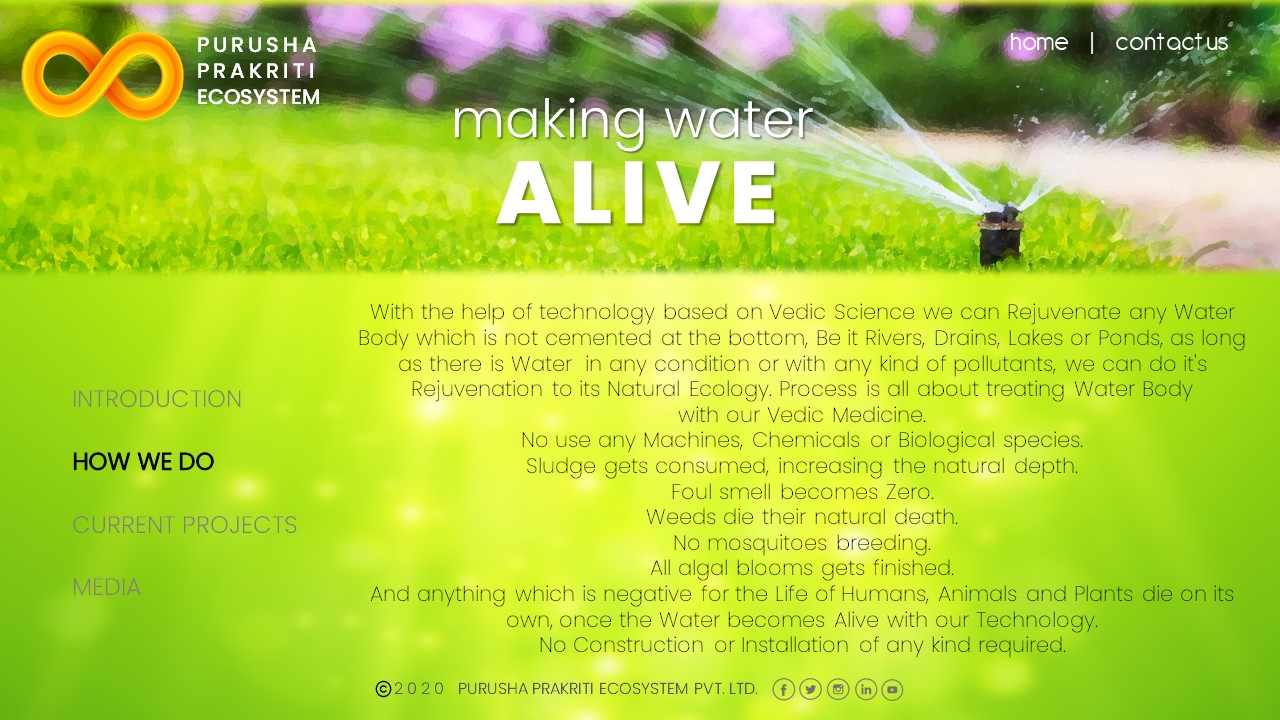 PURUSHA
PRAKRITI
ECOSYSTEM
home | contact us
making water
ALIVE
With the help of technology based on Vedic Science we can Rejuvenate any Water
Body which is not cemented at the bottom, Be it Rivers, Drains, Lakes or Ponds, as long
as there is Water in any condition or with any kind of pollutants, we can do it's
Rejuvenation to its Natural Ecology. Process is all about treating Water Body
with our Vedic Medicine.
No use any Machines, Chemicals or Biological species.
Sludge gets consumed, increasing the natural depth.
Foul smell becomes Zero.
Weeds die their natural death.
No mosquitoes breeding.
All algal blooms gets finished.
And anything which is negative for the Life of Humans, Animals and Plants die on its
own, once the Water becomes Alive with our Technology.
No Construction or Installation of any kind required.
INTRODUCTION
HOW WE DO
CURRENT PROJECTS
MEDIA
©2020 PURUSHA PRAKRITI ECOSYSTEM PVT. LTD.